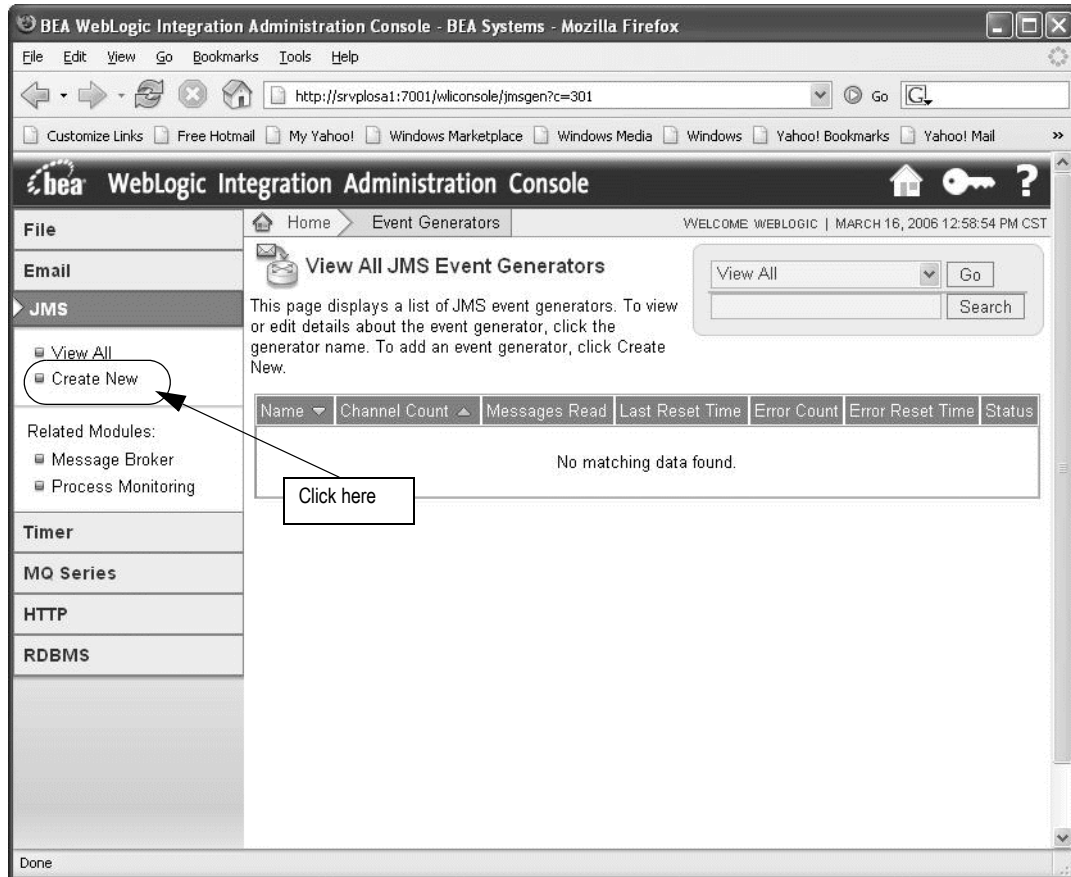 BEA WebLogic Integration Administration Console - BEA Systems - Mozilla Firefox
File Edit View Go Bookmarks Tools Help
http://srvplosa1:7001/wliconsole/jmsgen?c=301 Go G
Customize Links Free Hotmail My Yahoo! Windows Marketplace Windows Media Windows Yahoo! Bookmarks Yahoo! Mail »
bea WebLogic Integration Administration Console ?
File
Email
JMS
View All
Create New
Related Modules:
Message Broker
Process Monitoring
Timer
MQ Series
HTTP
RDBMS
Home Event Generators WELCOME WEBLOGIC | MARCH 16, 2006 12:58:54 PM CST
View All JMS Event Generators
This page displays a list of JMS event generators. To view
or edit details about the event generator, click the
generator name. To add an event generator, click Create
New.
View All Go
Search
Name Channel Count Messages Read Last Reset Time Error Count Error Reset Time Status
No matching data found.
Click here
Done